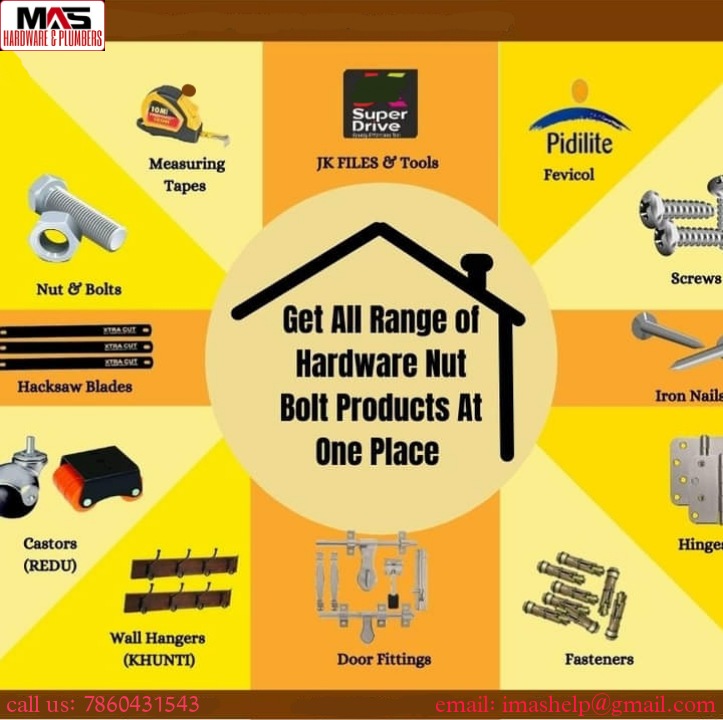 MAS
HARDWARE & PLUMBERS
10M
Measuring
Tapes
Super
Drive
JK FILES & Tools
Pidilite
Fevicol
Nut & Bolts
Screws
Get All Range of
Hardware Nut
Bolt Products At
One Place
XTRA CUT
XTRA CUT
XTRA CUT
Hacksaw Blades
Iron Nails
Castors
(REDU)
Hinges
Wall Hangers
(KHUNTI)
Door Fittings
Fasteners
call us: 7860431543
email: imashelp@gmail.com